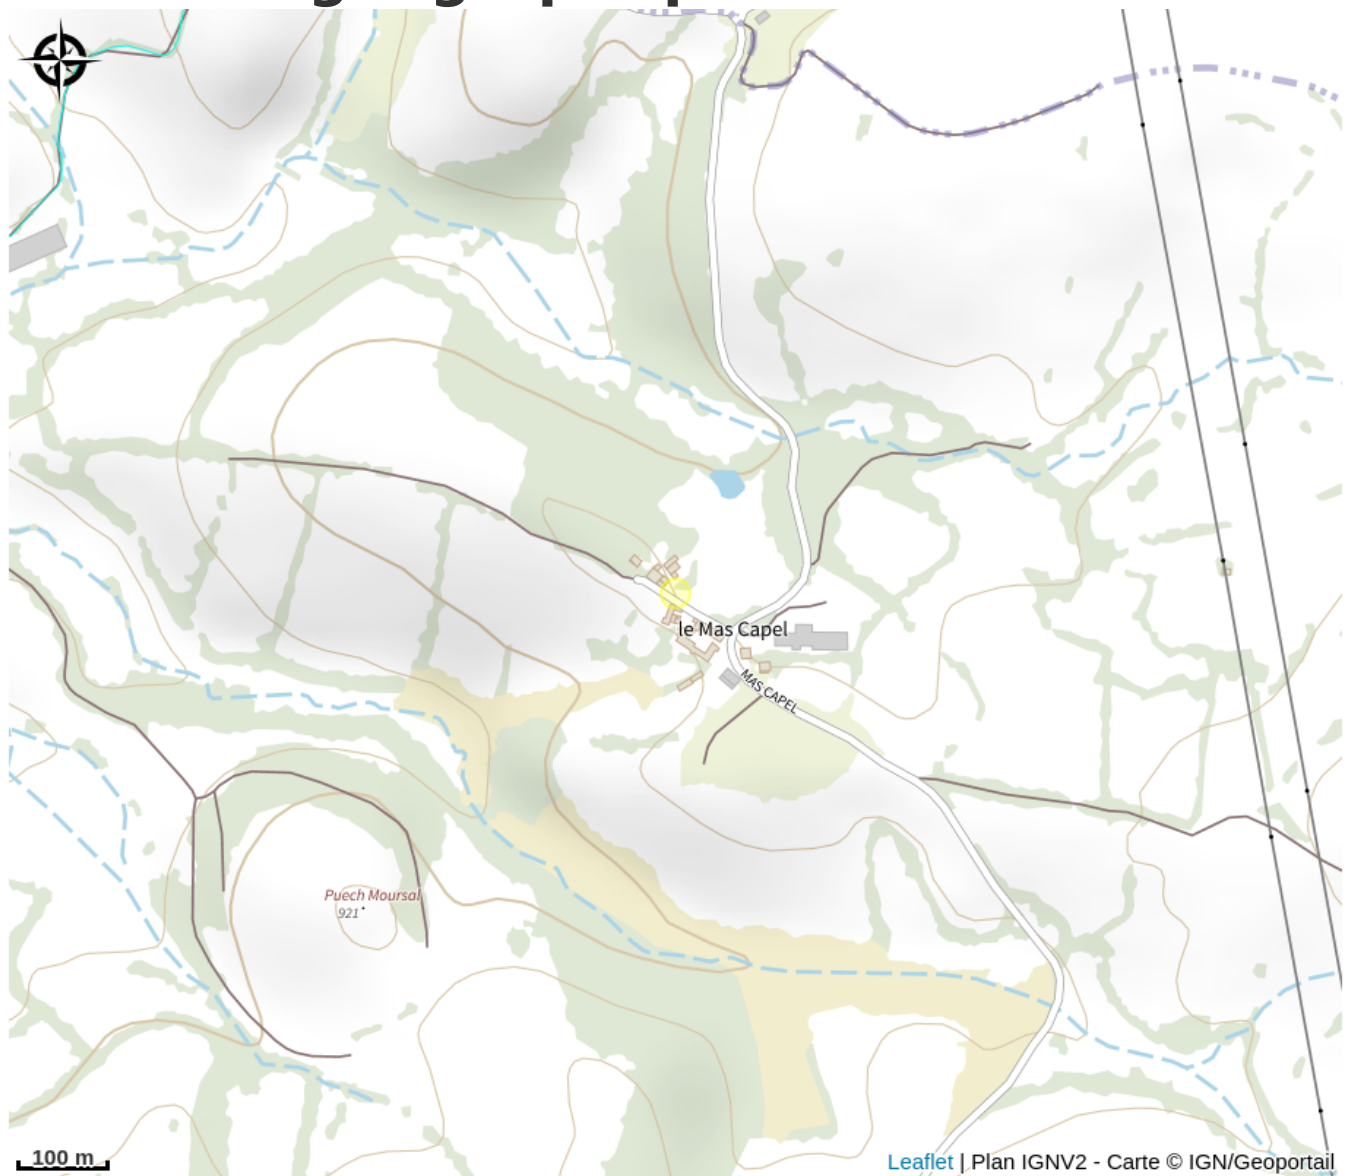 le Mas Capel
MAS CAPEL
Puech Moursal
921
100 m
Leaflet | Plan IGNV2 - Carte © IGN/Geoportail